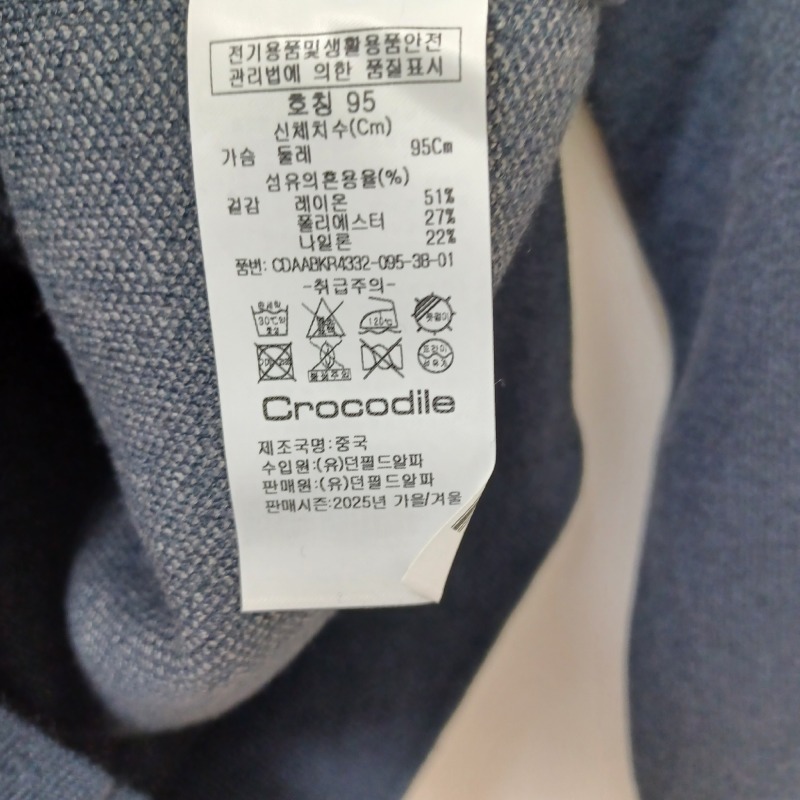 전기용품및생활용품안전
관리법에 의한 품질표시
호칭 95
신체치수(Cm)
가슴 둘레 95Cm
섬유의혼용율(%)
겉감 레이온 51%
폴리에스터 27%
나일론 22%
품번: CDAABKR4332-095-38-01
-취급주의-
30℃
120℃
Crocodile
제조국명:중국
수입원:(유)던필드알파
판매원:(유)던필드알파
판매시즌:2025년 가을/겨울